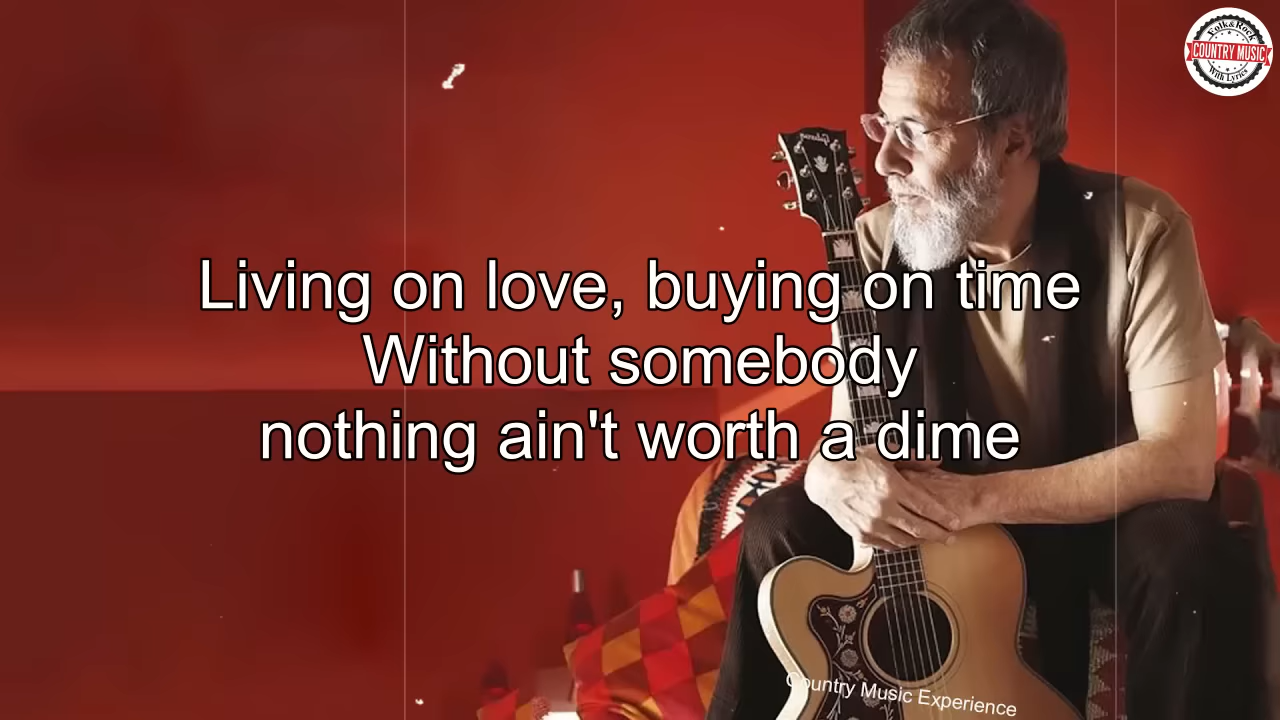 Folk&Rock
COUNTRY MUSIC
With Lyrics
Gibson
Living on love, buying on time
Without somebody
nothing ain't worth a dime
Country Music Experience